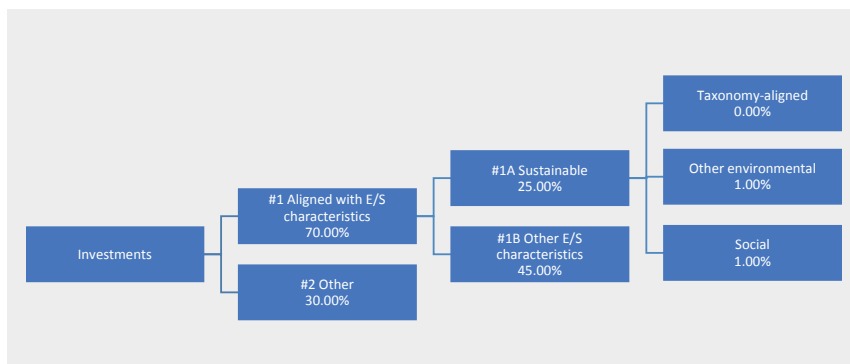 Investments
#1 Aligned with E/S
characteristics
70.00%
#2 Other
30.00%
#1A Sustainable
25.00%
#1B Other E/S
characteristics
45.00%
Taxonomy-aligned
0.00%
Other environmental
1.00%
Social
1.00%